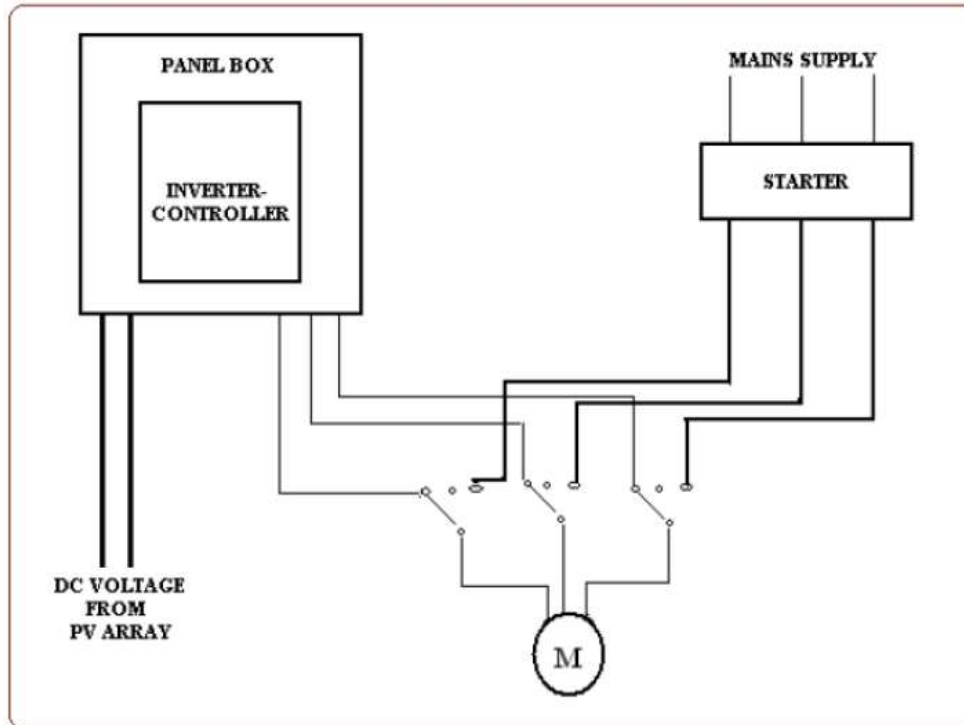 PANEL BOX
INVERTER-
CONTROLLER
MAINS SUPPLY
STARTER
DC VOLTAGE
FROM
PV ARRAY
M